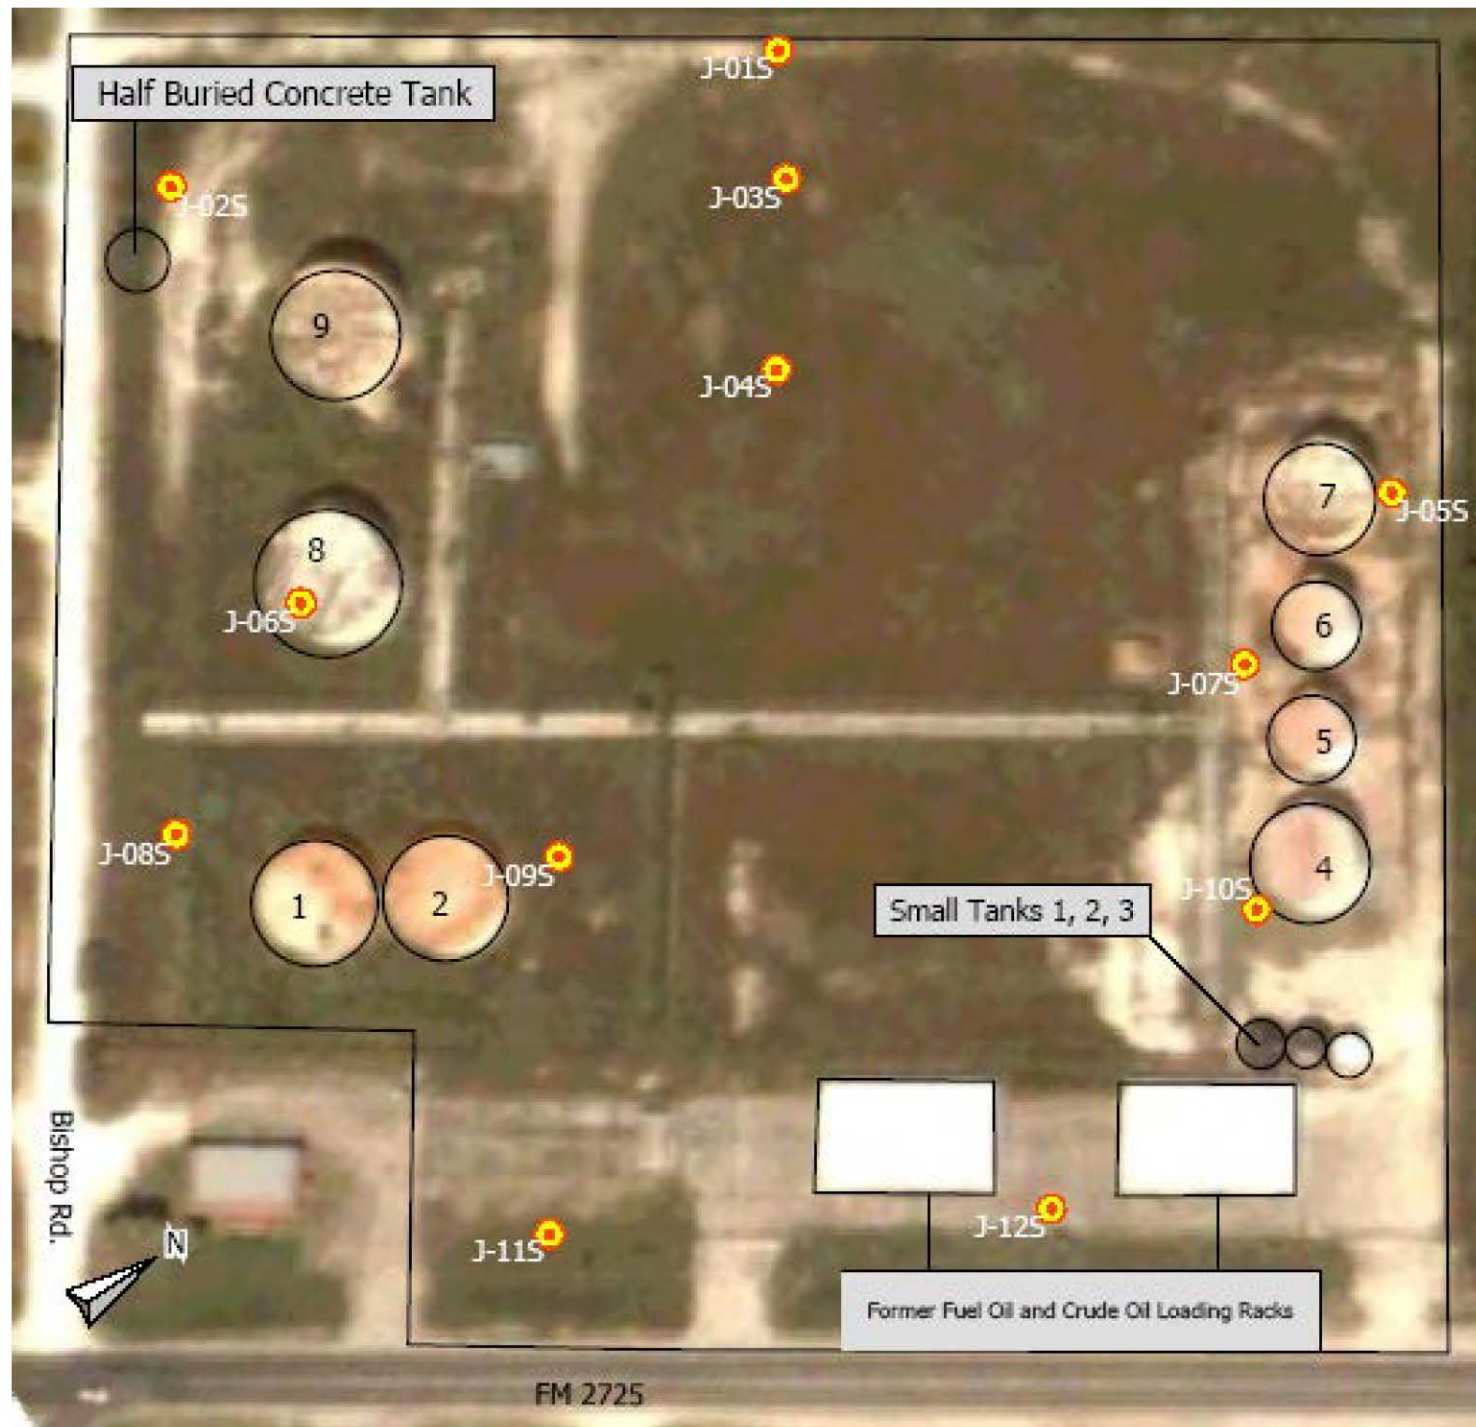 J-01S
Half Buried Concrete Tank
J-02S
J-03S
9
J-04S
7
J-05S
8
J-06S
6
J-07S
5
J-08S
J-09S
1
2
4
J-10S
Small Tanks 1, 2, 3
Bishop Rd.
N
J-11S
J-12S
Former Fuel Oil and Crude Oil Loading Racks
FM 2725